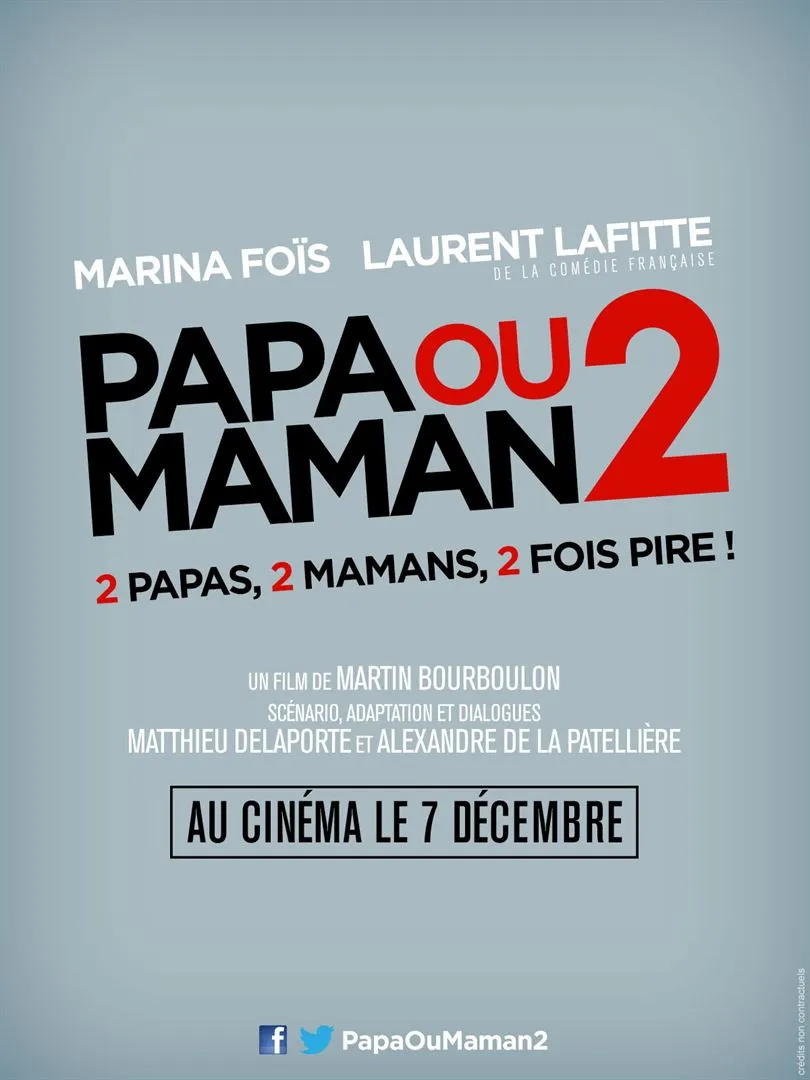 MARINA FOÏS LAURENT LAFITTE
DE LA COMÉDIE FRANÇAISE
PAPA OU
MAMAN 2
2 PAPAS, 2 MAMANS, 2 FOIS PIRE !
UN FILM DE MARTIN BOURBOULON
SCÉNARIO, ADAPTATION ET DIALOGUES
MATTHIEU DELAPORTE ET ALEXANDRE DE LA PATELLIÈRE
AU CINÉMA LE 7 DÉCEMBRE
PapaOuMaman2
crédits non contractuels